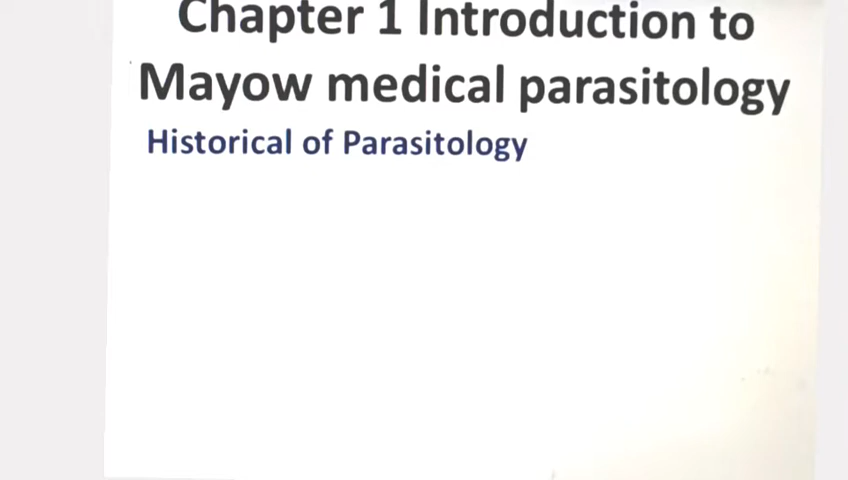 Chapter 1 Introduction to
Mayow medical parasitology
Historical of Parasitology